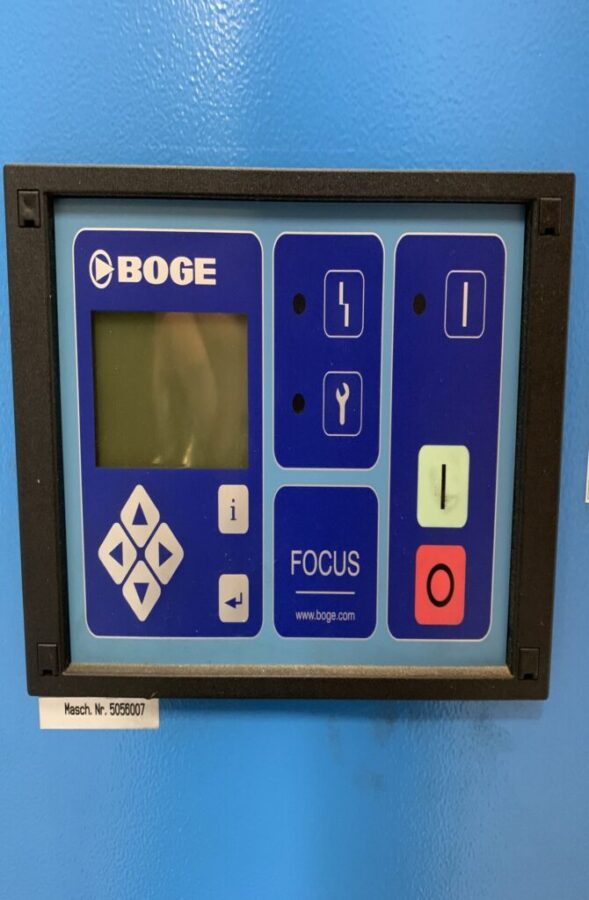 BOGE
i
FOCUS
www.boge.com
Masch. Nr. 5056007